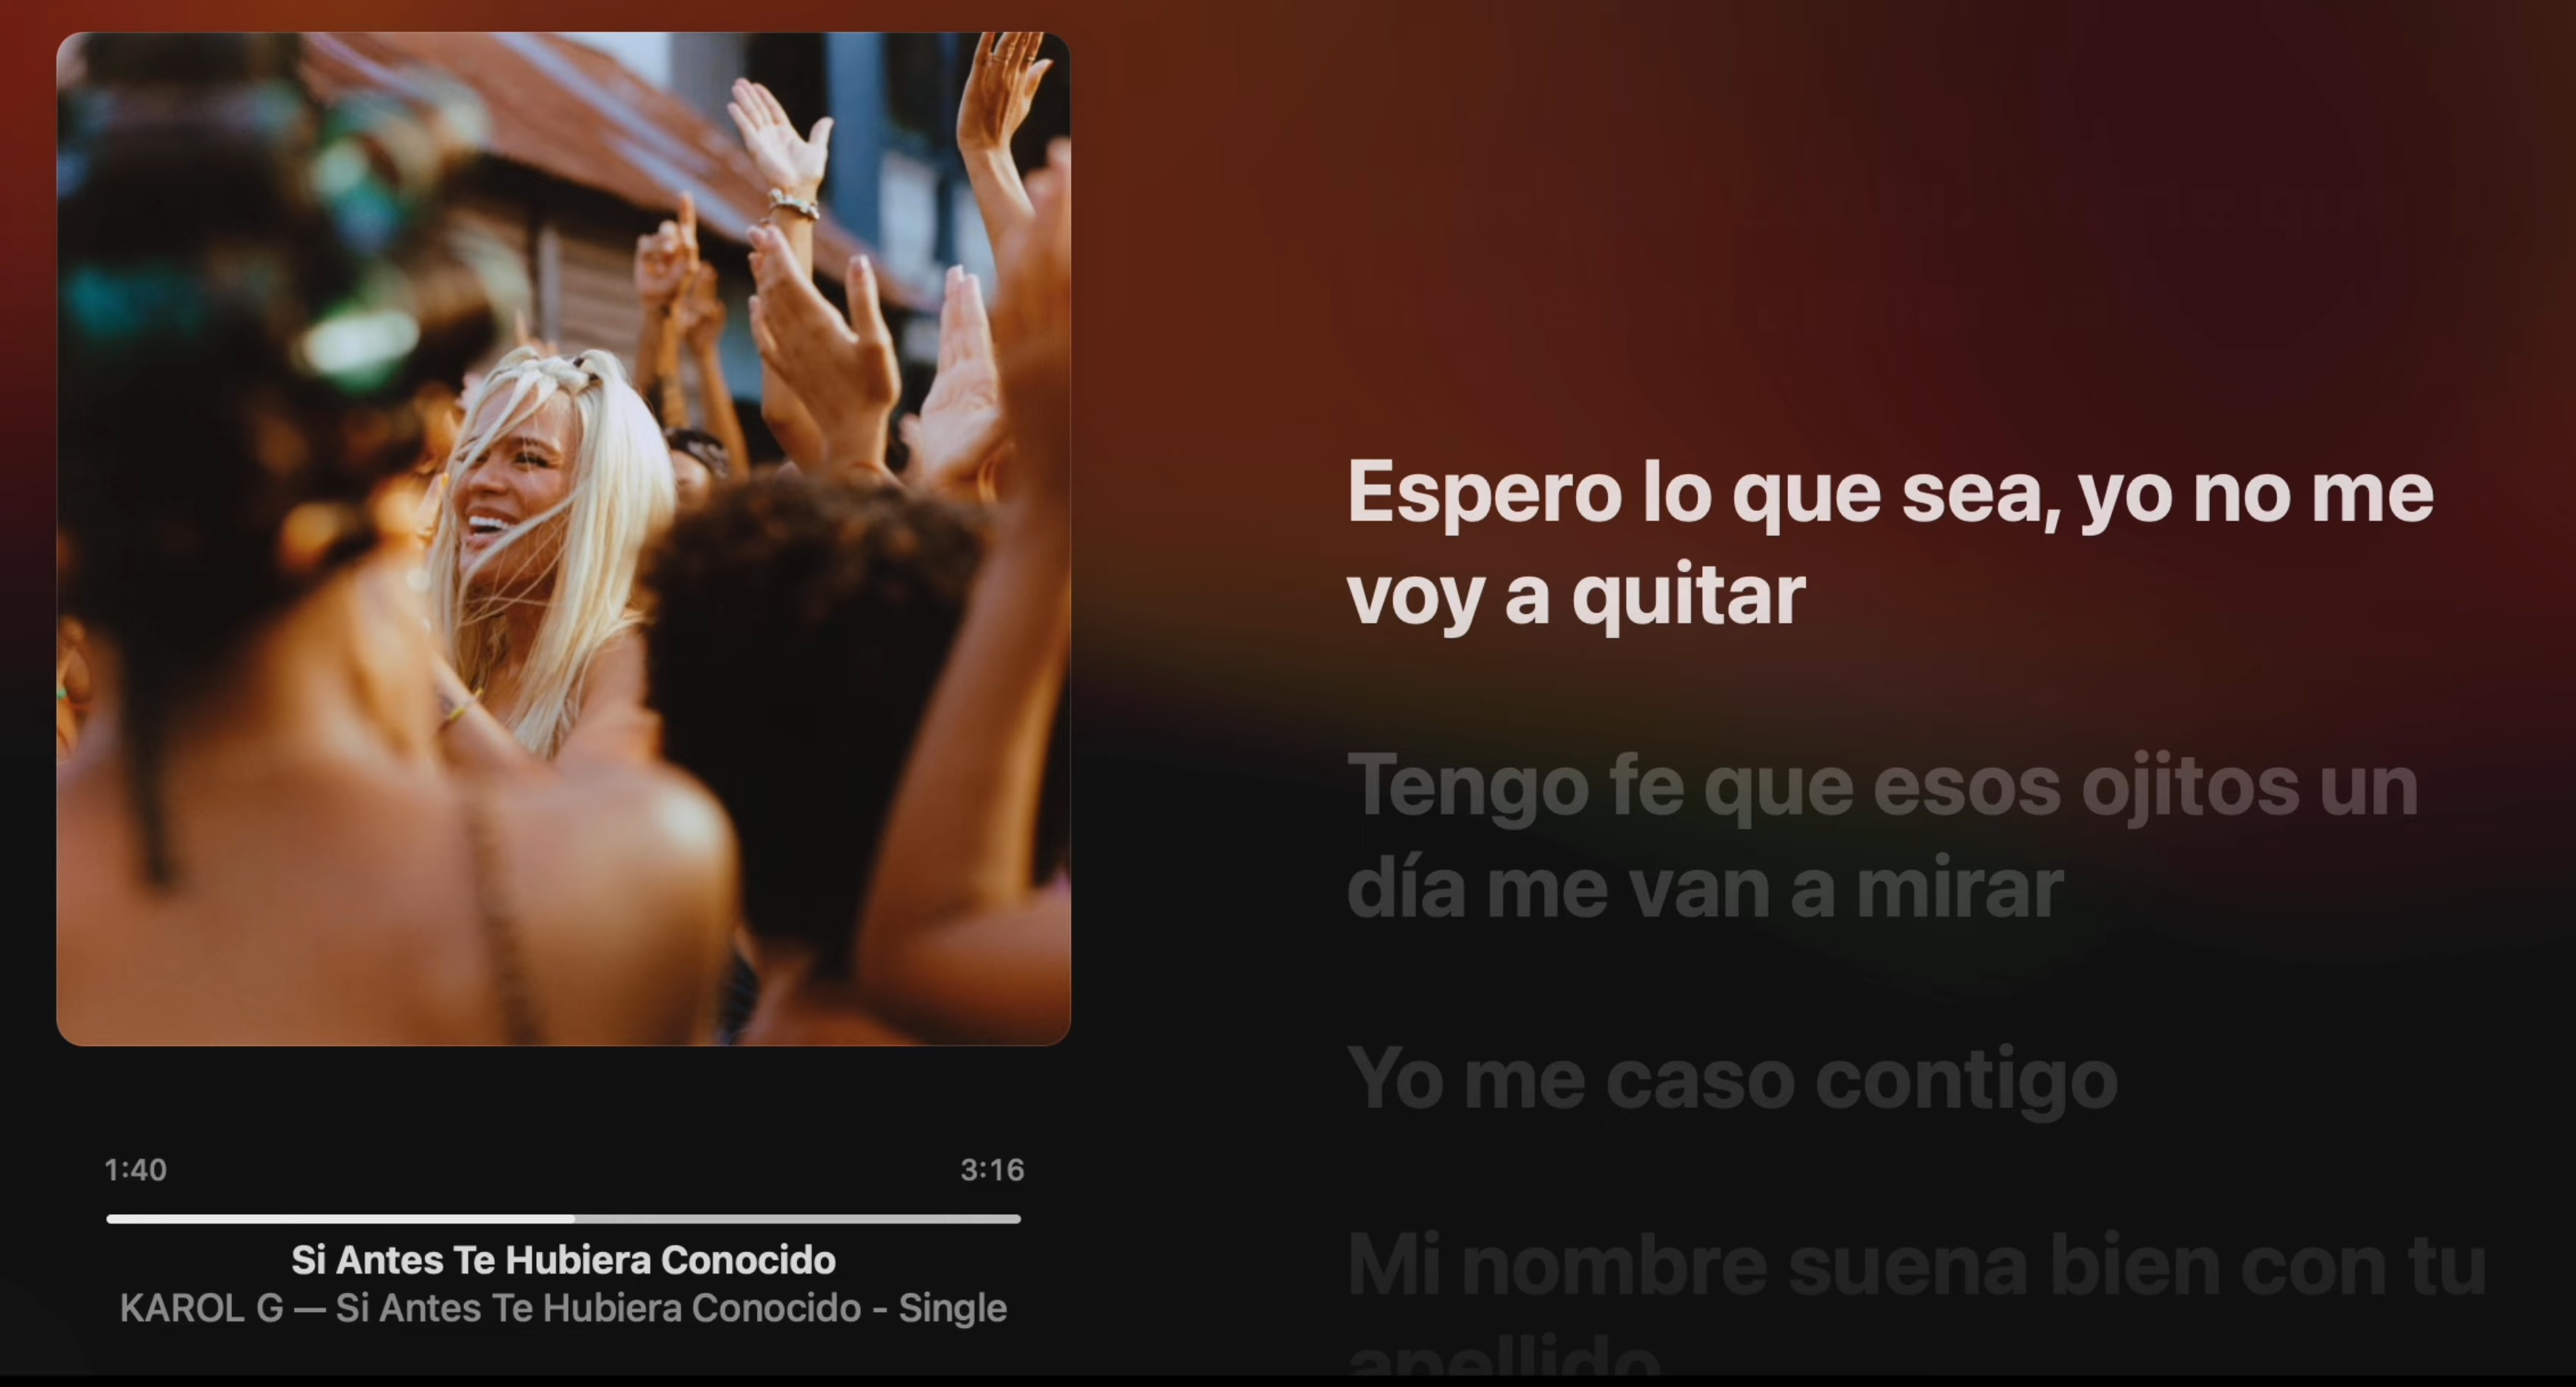 Espero lo que sea, yo no me
voy a quitar
Tengo fe que esos ojitos un
día me van a mirar
Yo me caso contigo
Mi nombre suena bien con tu
apellido
1:40
3:16
Si Antes Te Hubiera Conocido
KAROL G — Si Antes Te Hubiera Conocido - Single